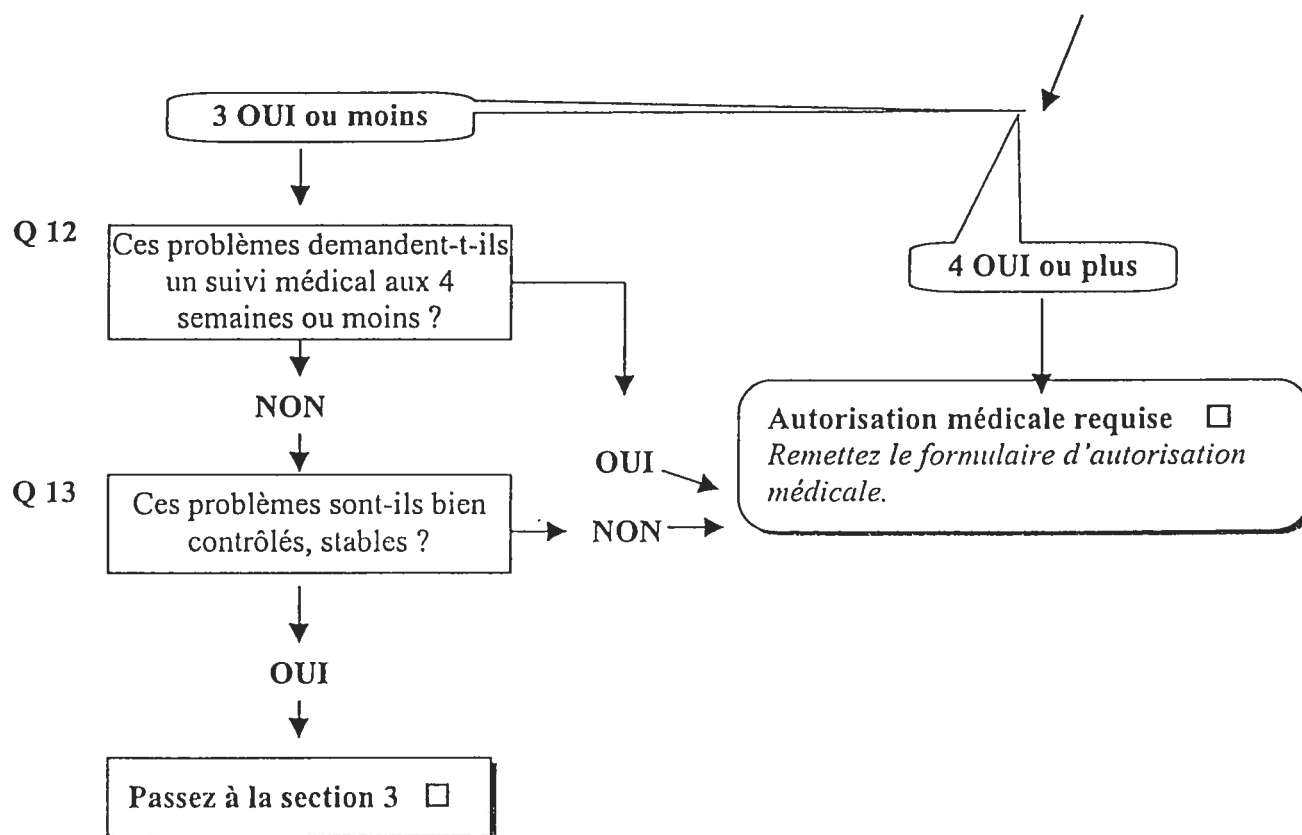 3 OUI ou moins
Q 12
Ces problèmes demandent-t-ils
un suivi médical aux 4
semaines ou moins ?
4 OUI ou plus
NON
Autorisation médicale requise □
Remettez le formulaire d'autorisation
médicale.
OUI
Q 13
Ces problèmes sont-ils bien
contrôlés, stables ?
NON
OUI
Passez à la section 3 □